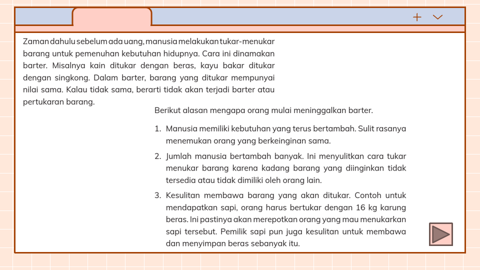 Zaman dahulu sebelum ada uang, manusia melakukan tukar-menukar
barang untuk pemenuhan kebutuhan hidupnya. Cara ini dinamakan
barter. Misalnya kain ditukar dengan beras, kayu bakar ditukar
dengan singkong. Dalam barter, barang yang ditukar mempunyai
nilai sama. Kalau tidak sama, berarti tidak akan terjadi barter atau
pertukaran barang.
Berikut alasan mengapa orang mulai meninggalkan barter.
1. Manusia memiliki kebutuhan yang terus bertambah. Sulit rasanya
menemukan orang yang berkeinginan sama.
2. Jumlah manusia bertambah banyak. Ini menyulitkan cara tukar
menukar barang karena kadang barang yang diinginkan tidak
tersedia atau tidak dimiliki oleh orang lain.
3. Kesulitan membawa barang yang akan ditukar. Contoh untuk
mendapatkan sapi, orang harus bertukar dengan 16 kg karung
beras. Ini pastinya akan merepotkan orang yang mau menukarkan
sapi tersebut. Pemilik sapi pun juga kesulitan untuk membawa
dan menyimpan beras sebanyak itu.